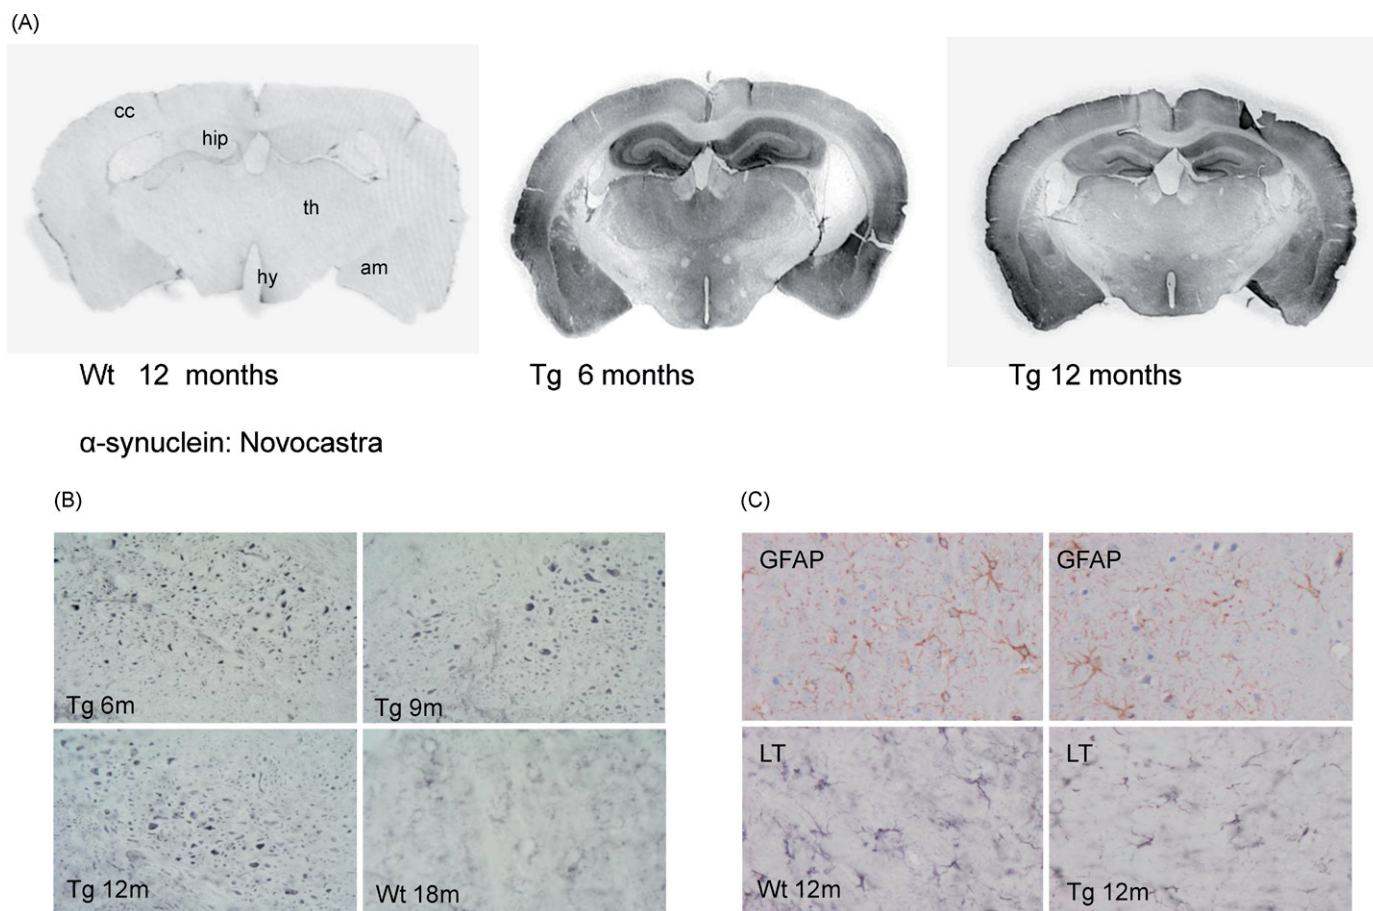 (A)
cc
hip
th
hy
am
Wt 12 months
Tg 6 months
Tg 12 months
α-synuclein: Novocastra
(B)
(C)
Tg 6m
Tg 9m
Tg 12m
Wt 18m
GFAP
GFAP
LT
LT
Wt 12m
Tg 12m